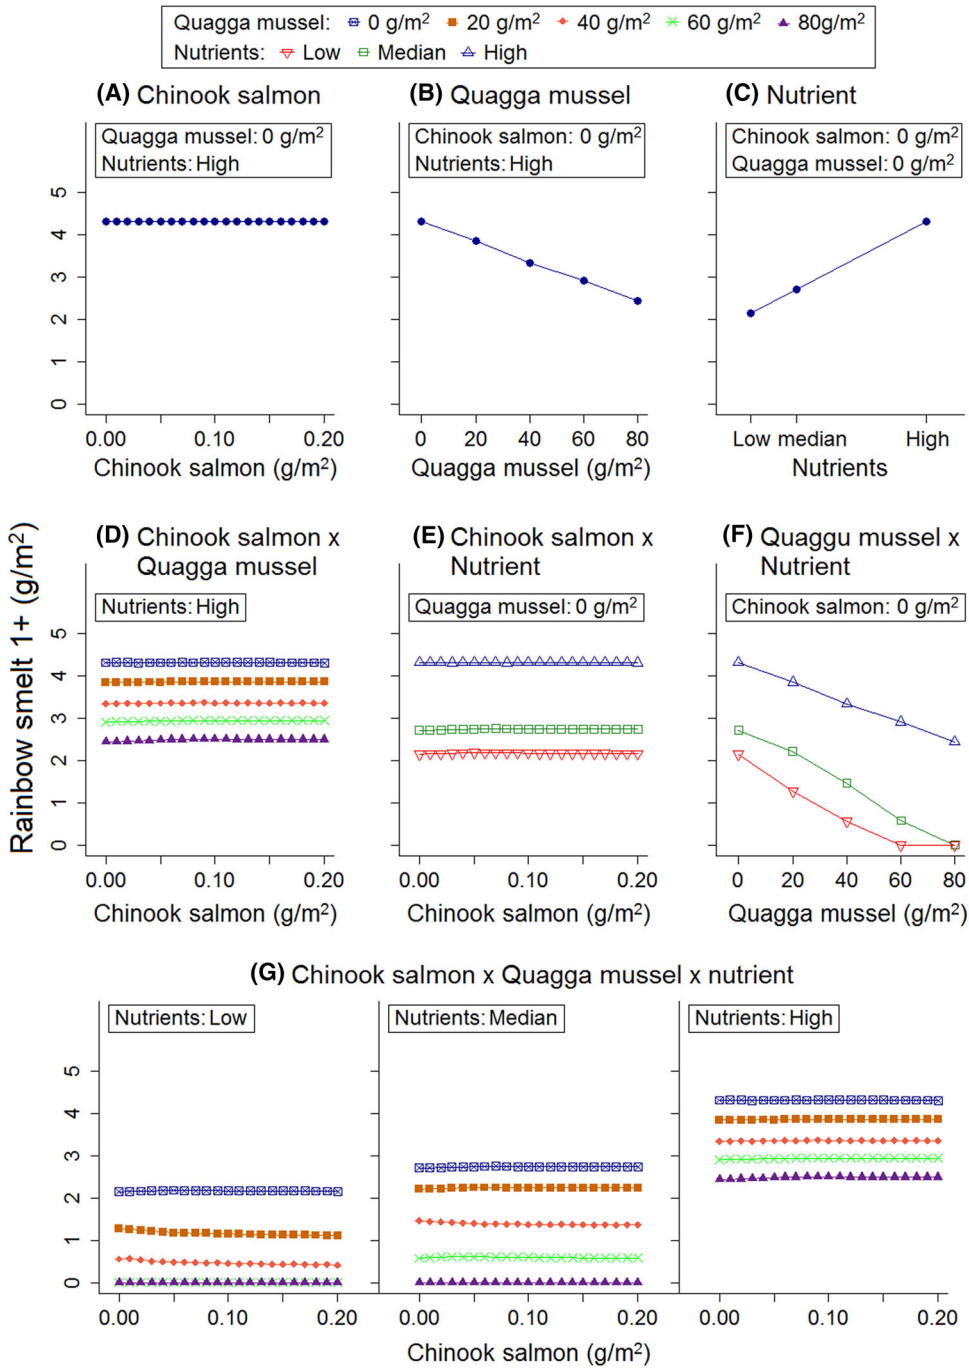 Quagga mussel: 0 g/m² 20 g/m² 40 g/m² 60 g/m² 80g/m²
Nutrients: Low Median High
(A) Chinook salmon
Quagga mussel: 0 g/m²
Nutrients: High
5
4
3
2
1
0
0.00 0.10 0.20
Chinook salmon (g/m²)
(B) Quagga mussel
Chinook salmon: 0 g/m²
Nutrients: High
0 20 40 60 80
Quagga mussel (g/m²)
(C) Nutrient
Chinook salmon: 0 g/m²
Quagga mussel: 0 g/m²
Low median High
Nutrients
Rainbow smelt 1+ (g/m²)
(D) Chinook salmon x
Quagga mussel
Nutrients: High
5
4
3
2
1
0
0.00 0.10 0.20
Chinook salmon (g/m²)
(E) Chinook salmon x
Nutrient
Quagga mussel: 0 g/m²
0.00 0.10 0.20
Chinook salmon (g/m²)
(F) Quaggu mussel x
Nutrient
Chinook salmon: 0 g/m²
0 20 40 60 80
Quagga mussel (g/m²)
(G) Chinook salmon x Quagga mussel x nutrient
Nutrients: Low
Nutrients: Median
Nutrients: High
5
4
3
2
1
0
0.00 0.10 0.20
0.00 0.10 0.20
0.00 0.10 0.20
Chinook salmon (g/m²)